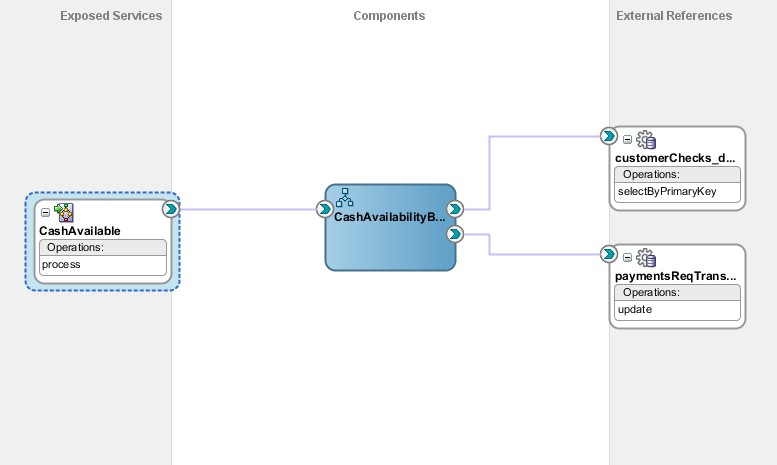 Exposed Services
Components
External References
CashAvailable
Operations:
process
CashAvailabilityB...
customerChecks_d...
Operations:
selectByPrimaryKey
paymentsReqTrans...
Operations:
update